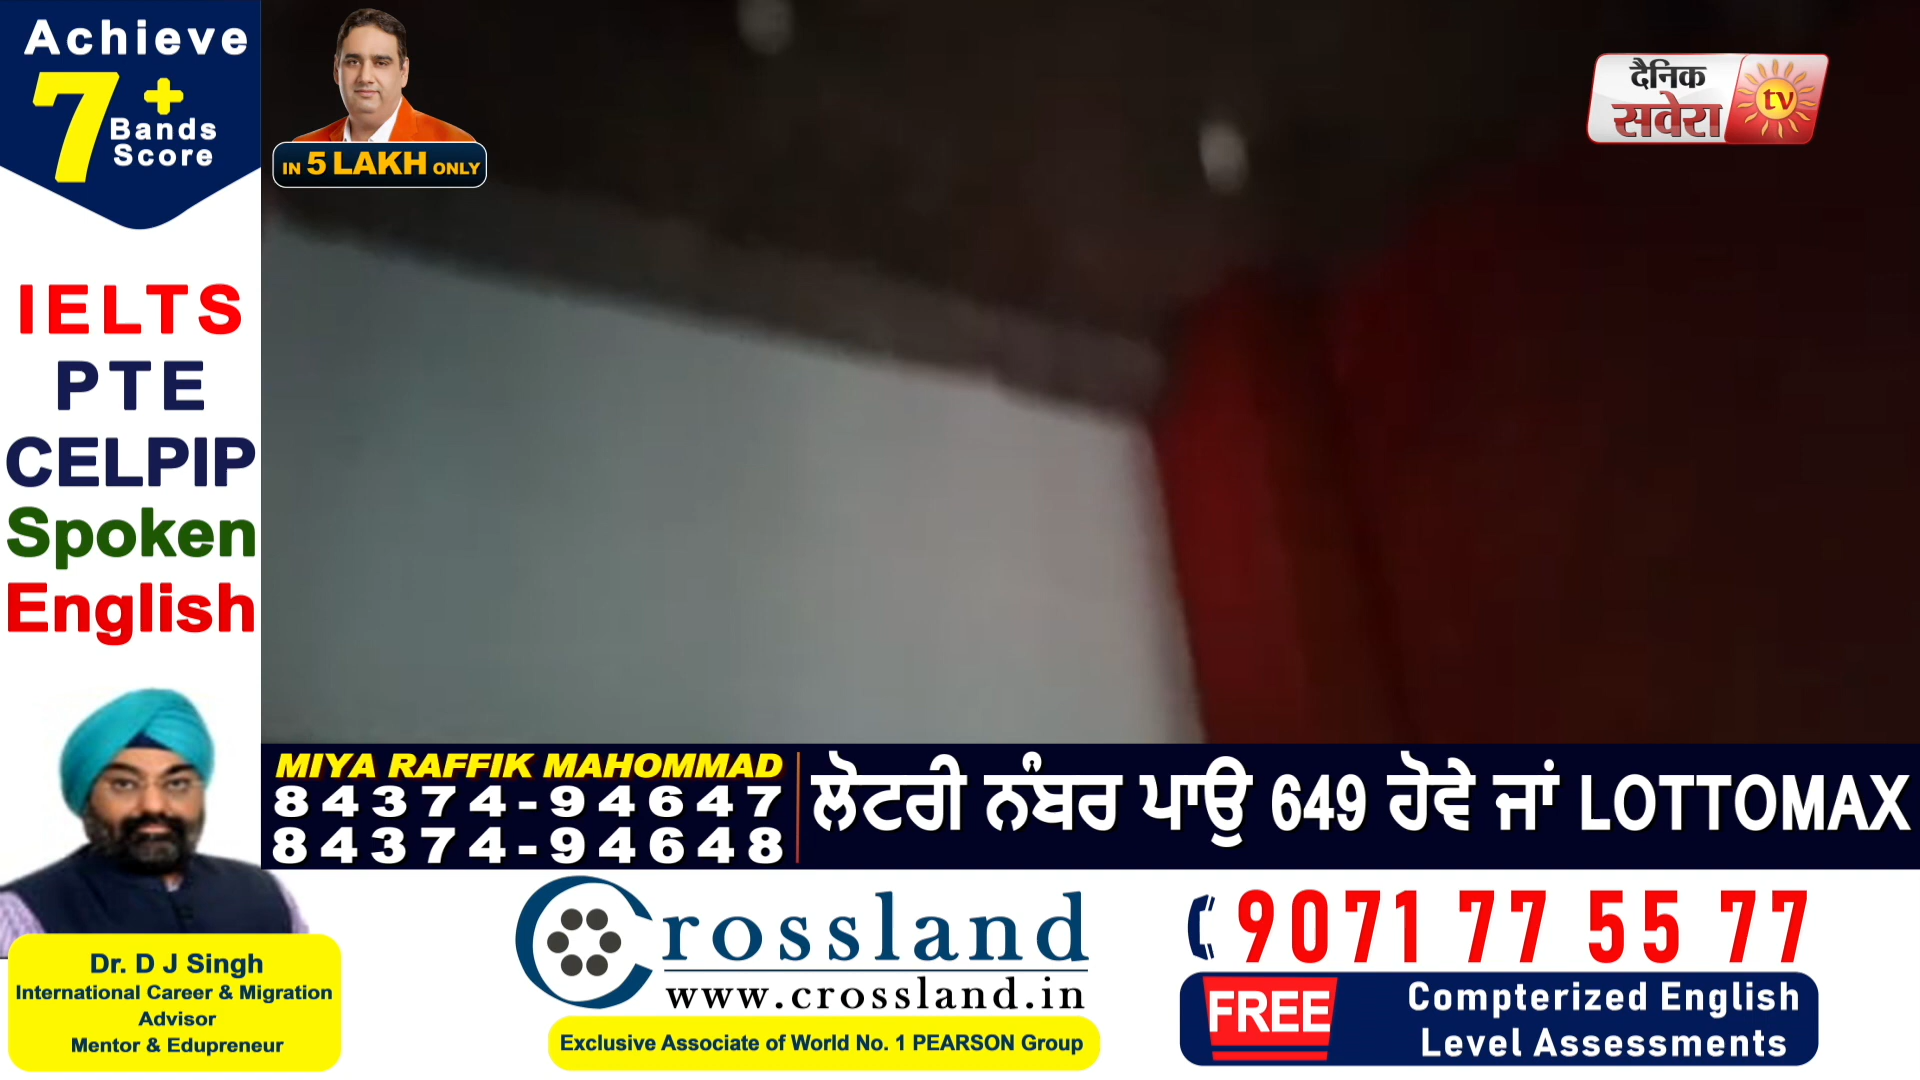 Achieve
7+
Bands
Score
IELTS
PTE
CELPIP
Spoken
English
IN 5 LAKH ONLY
दैनिक
सवेरा
tv
MIYA RAFFIK MAHOMMAD
84374-94647
84374-94648
ਲੋਟਰੀ ਨੰਬਰ ਪਾਉ 649 ਹੋਵੇ ਜਾਂ LOTTOMAX
Dr. D J Singh
International Career & Migration
Advisor
Mentor & Edupreneur
Crossland
www.crossland.in
Exclusive Associate of World No. 1 PEARSON Group
9071 77 55 77
FREE
Compterized English
Level Assessments